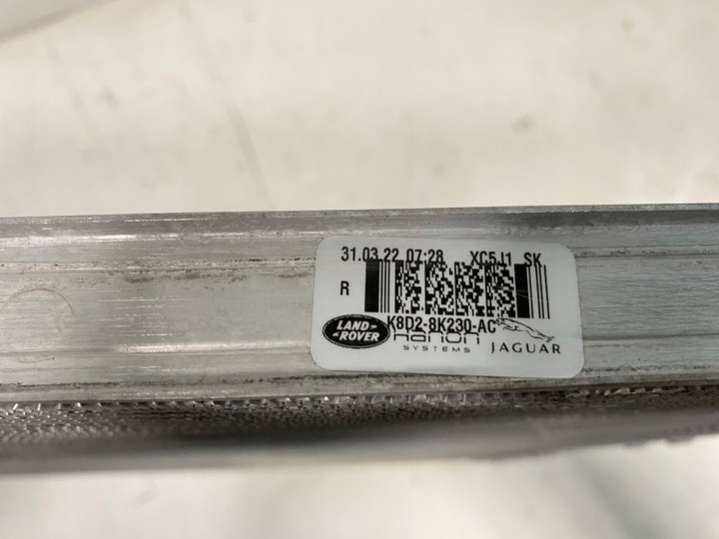 31.03.22 07:28 XC5J1 SK
R
K8D2-8K230-AC
LAND-
ROVER
hanon
SYSTEMS
JAGUAR